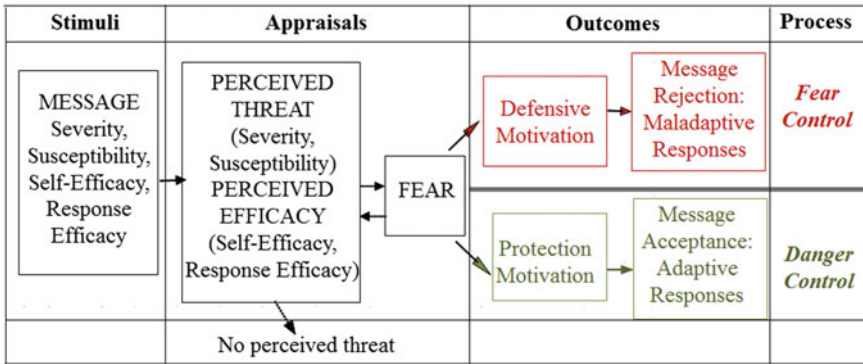 Stimuli
Appraisals
Outcomes
Process
MESSAGE
Severity,
Susceptibility,
Self-Efficacy,
Response
Efficacy
PERCEIVED
THREAT
(Severity,
Susceptibility)
PERCEIVED
EFFICACY
(Self-Efficacy,
Response Efficacy)
FEAR
Defensive
Motivation
Message
Rejection:
Maladaptive
Responses
Fear
Control
Protection
Motivation
Message
Acceptance:
Adaptive
Responses
Danger
Control
No perceived threat